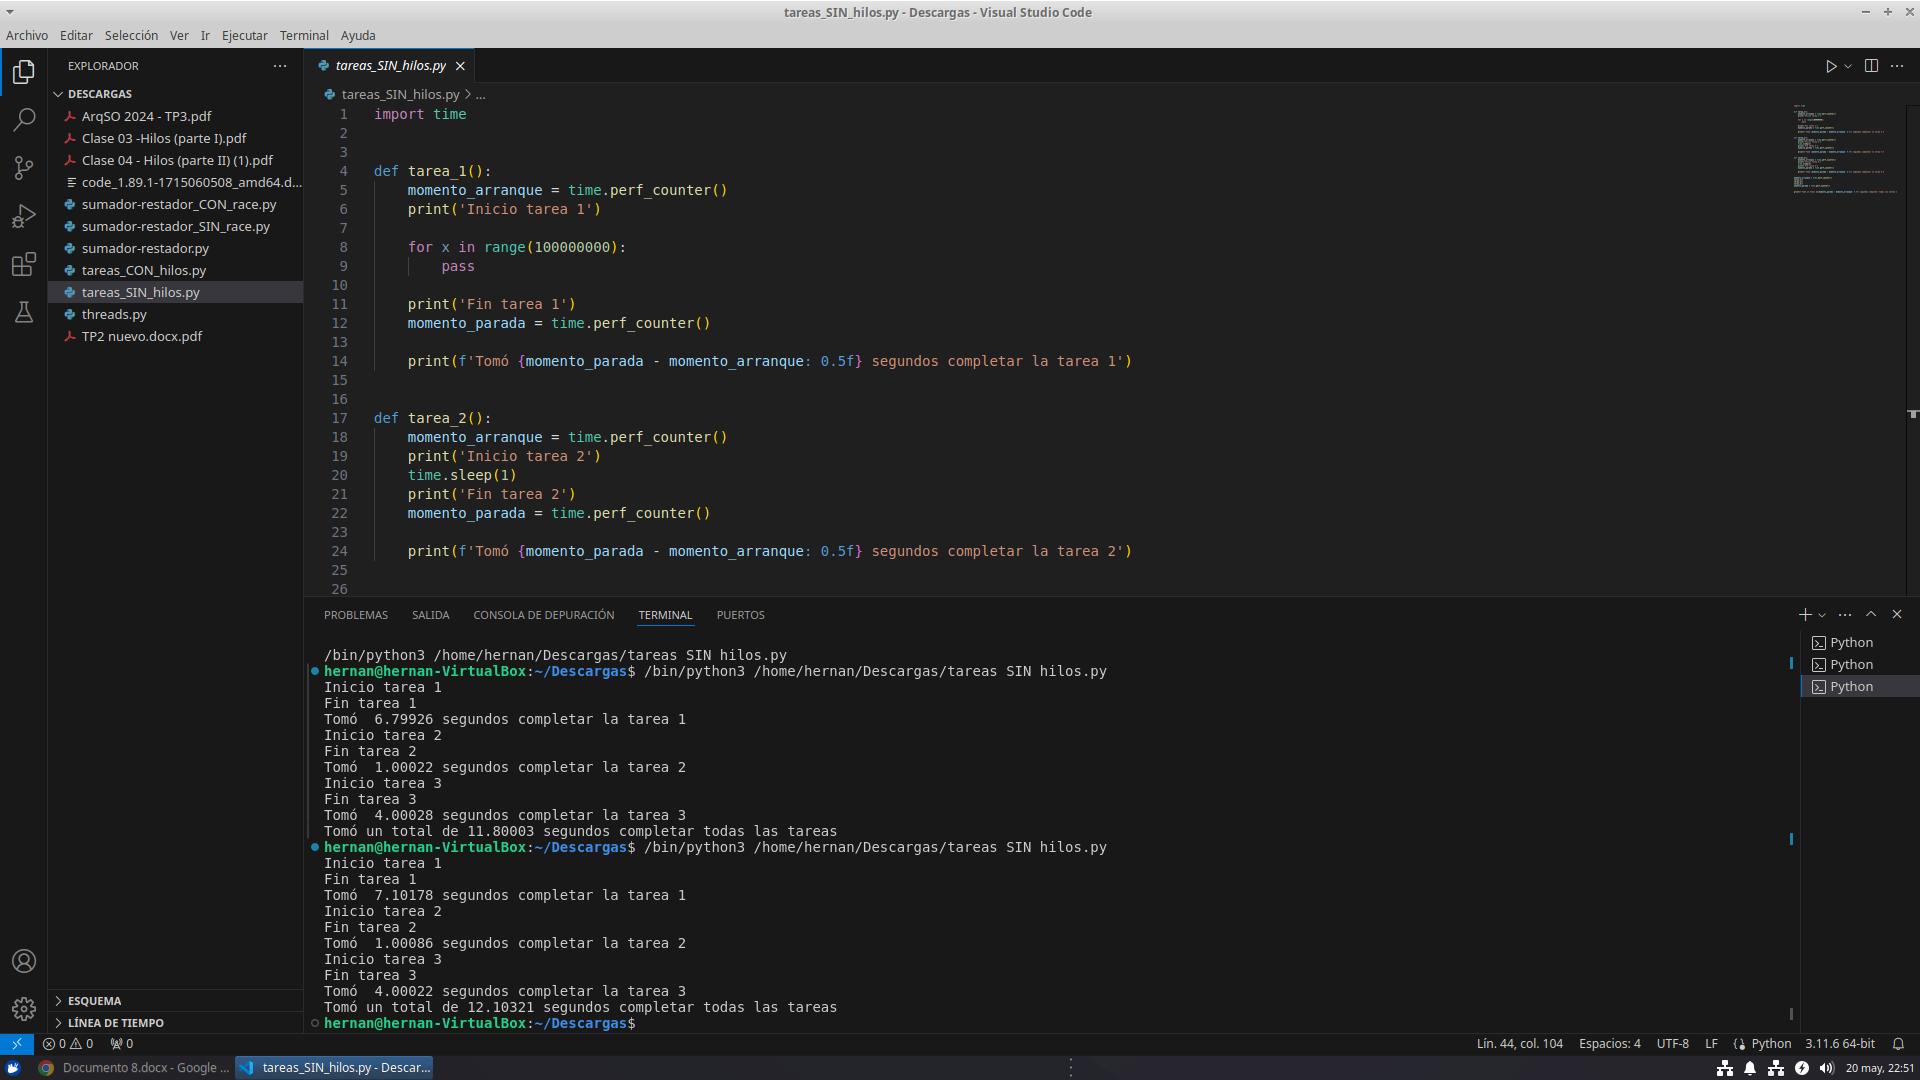 tareas_SIN_hilos.py - Descargas - Visual Studio Code
Archivo Editar Selección Ver Ir Ejecutar Terminal Ayuda
EXPLORADOR
DESCARGAS
ArqSO 2024 - TP3.pdf
Clase 03 -Hilos (parte I).pdf
Clase 04 - Hilos (parte II) (1).pdf
code_1.89.1-1715060508_amd64.d...
sumador-restador_CON_race.py
sumador-restador_SIN_race.py
sumador-restador.py
tareas_CON_hilos.py
tareas_SIN_hilos.py
threads.py
TP2 nuevo.docx.pdf
ESQUEMA
LÍNEA DE TIEMPO
tareas_SIN_hilos.py
tareas_SIN_hilos.py > ...
1 import time
2
3
4 def tarea_1():
5 momento_arranque = time.perf_counter()
6 print('Inicio tarea 1')
7
8 for x in range(100000000):
9 pass
10
11 print('Fin tarea 1')
12 momento_parada = time.perf_counter()
13
14 print(f'Tomó {momento_parada - momento_arranque: 0.5f} segundos completar la tarea 1')
15
16
17 def tarea_2():
18 momento_arranque = time.perf_counter()
19 print('Inicio tarea 2')
20 time.sleep(1)
21 print('Fin tarea 2')
22 momento_parada = time.perf_counter()
23
24 print(f'Tomó {momento_parada - momento_arranque: 0.5f} segundos completar la tarea 2')
25
26
PROBLEMAS SALIDA CONSOLA DE DEPURACIÓN TERMINAL PUERTOS
/bin/python3 /home/hernan/Descargas/tareas SIN hilos.py
hernan@hernan-VirtualBox:~/Descargas$ /bin/python3 /home/hernan/Descargas/tareas SIN hilos.py
Inicio tarea 1
Fin tarea 1
Tomó  6.79926 segundos completar la tarea 1
Inicio tarea 2
Fin tarea 2
Tomó  1.00022 segundos completar la tarea 2
Inicio tarea 3
Fin tarea 3
Tomó  4.00028 segundos completar la tarea 3
Tomó un total de 11.80003 segundos completar todas las tareas
hernan@hernan-VirtualBox:~/Descargas$ /bin/python3 /home/hernan/Descargas/tareas SIN hilos.py
Inicio tarea 1
Fin tarea 1
Tomó  7.10178 segundos completar la tarea 1
Inicio tarea 2
Fin tarea 2
Tomó  1.00086 segundos completar la tarea 2
Inicio tarea 3
Fin tarea 3
Tomó  4.00022 segundos completar la tarea 3
Tomó un total de 12.10321 segundos completar todas las tareas
hernan@hernan-VirtualBox:~/Descargas$
Python
Python
Python
0 0 0 Lín. 44, col. 104 Espacios: 4 UTF-8 LF Python 3.11.6 64-bit
Documento 8.docx - Google ... tareas_SIN_hilos.py - Descar... 20 may, 22:51